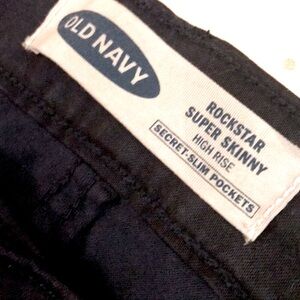 OLD NAVY
ROCKSTAR
SUPER SKINNY
HIGH RISE
SECRET-SLIM POCKETS